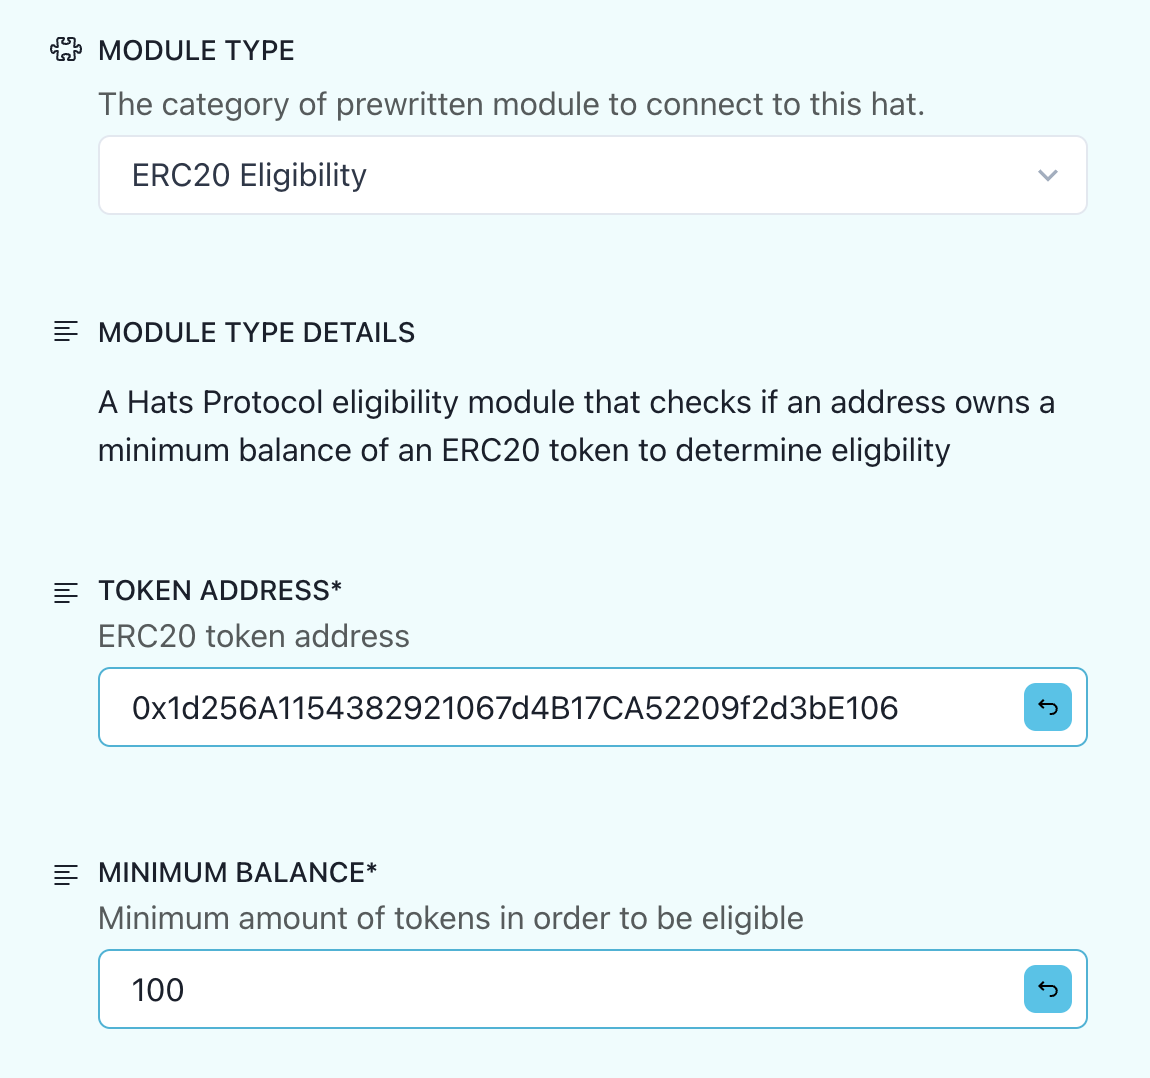 MODULE TYPE
The category of prewritten module to connect to this hat.
ERC20 Eligibility
MODULE TYPE DETAILS
A Hats Protocol eligibility module that checks if an address owns a
minimum balance of an ERC20 token to determine eligbility
TOKEN ADDRESS*
ERC20 token address
0x1d256A1154382921067d4B17CA52209f2d3bE106
MINIMUM BALANCE*
Minimum amount of tokens in order to be eligible
100